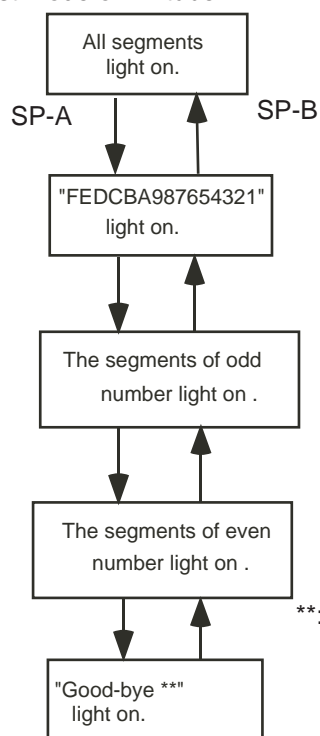 All segments
light on.
SP-A
SP-B
"FEDCBA987654321"
light on.
The segments of odd
number light on .
The segments of even
number light on .
**:
"Good-bye **"
light on.